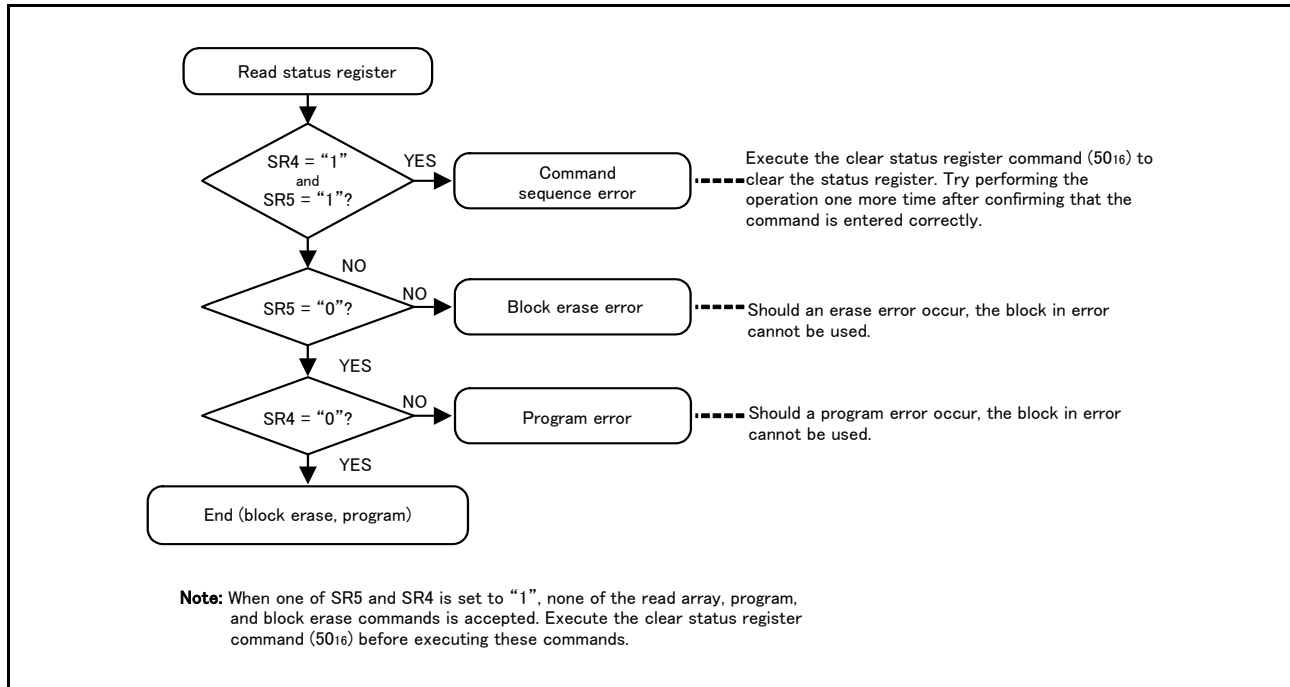 Read status register
SR4 = “1”
and
SR5 = “1”?
YES
Command
sequence error
Execute the clear status register command (5016) to
clear the status register. Try performing the
operation one more time after confirming that the
command is entered correctly.
NO
SR5 = “0”?
NO
Block erase error
Should an erase error occur, the block in error
cannot be used.
YES
SR4 = “0”?
NO
Program error
Should a program error occur, the block in error
cannot be used.
YES
End (block erase, program)
Note: When one of SR5 and SR4 is set to “1”, none of the read array, program,
and block erase commands is accepted. Execute the clear status register
command (5016) before executing these commands.